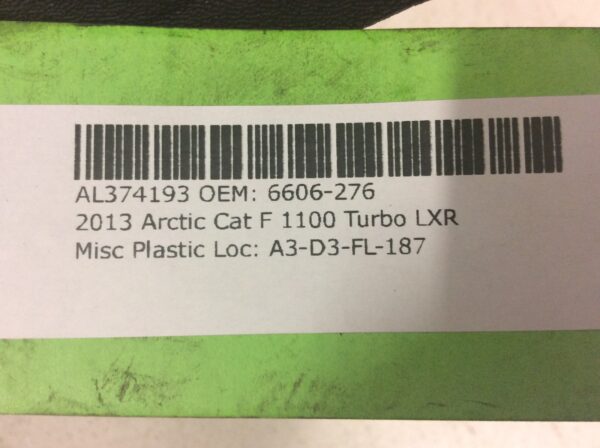 AL374193 OEM: 6606-276
2013 Arctic Cat F 1100 Turbo LXR
Misc Plastic Loc: A3-D3-FL-187